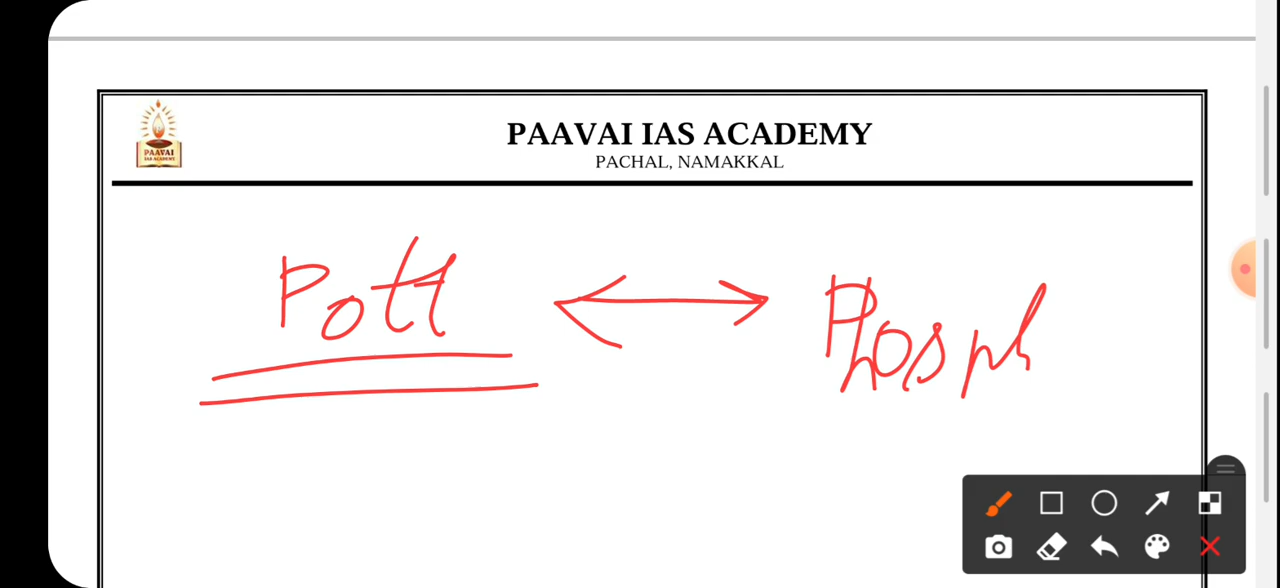 PAAVAI IAS ACADEMY
PAAVAI
IAS ACADEMY
PACHAL, NAMAKKAL
Pott ↔ Phosph